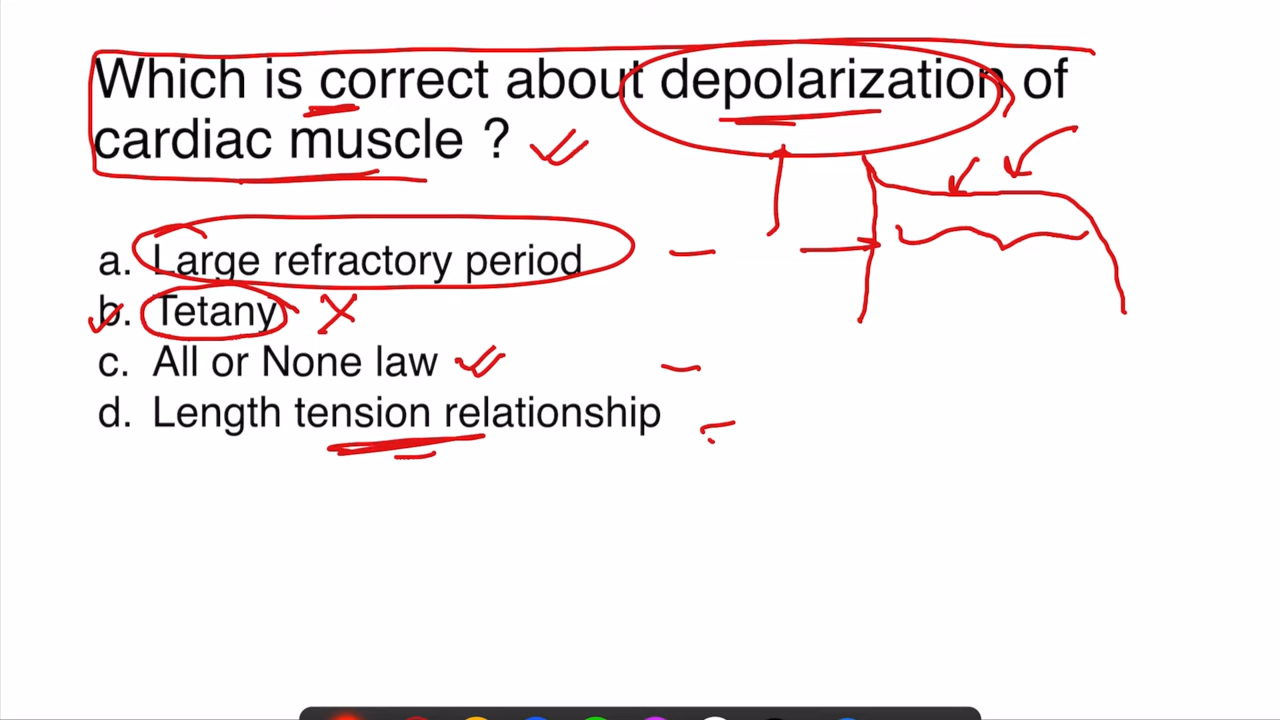 Which is correct about depolarization of
cardiac muscle ?
a. Large refractory period
b. Tetany
c. All or None law
d. Length tension relationship